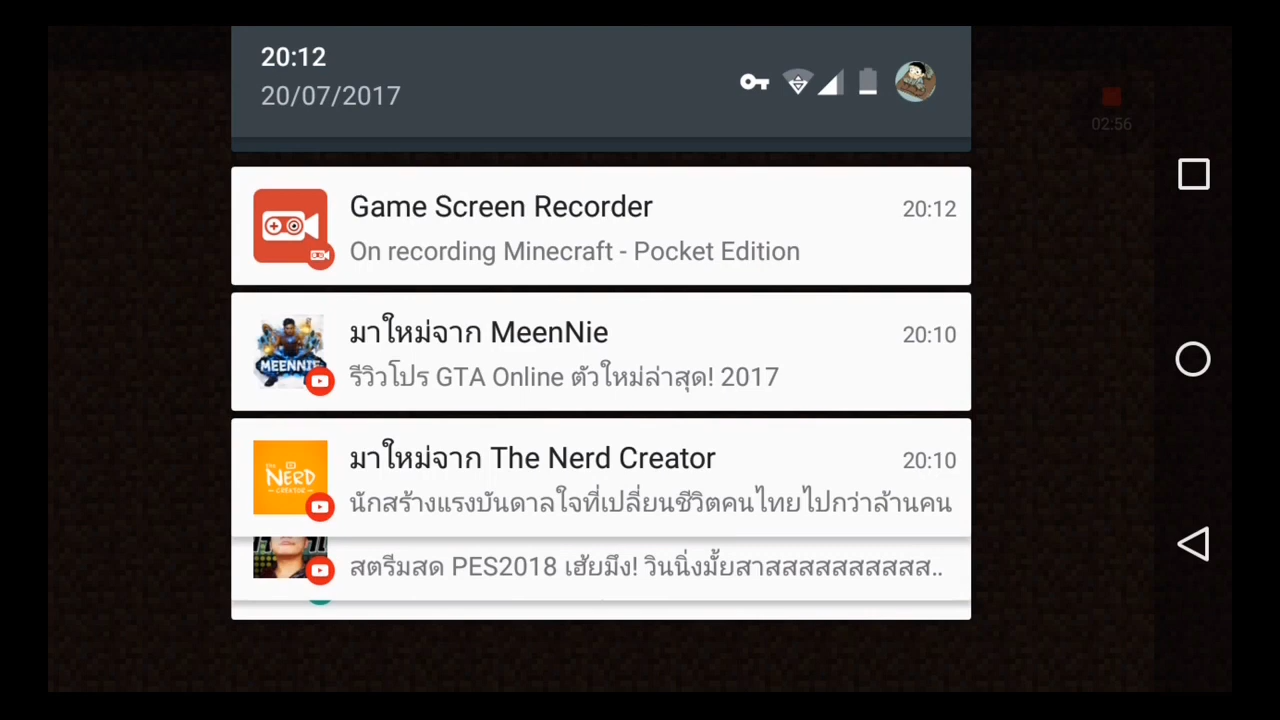 20:12
20/07/2017
02:56
Game Screen Recorder 20:12
On recording Minecraft - Pocket Edition
มาใหม่จาก MeenNie 20:10
MEENNIE
รีวิวโปร GTA Online ตัวใหม่ล่าสุด! 2017
มาใหม่จาก The Nerd Creator 20:10
THE
NERD
CREATOR
นักสร้างแรงบันดาลใจที่เปลี่ยนชีวิตคนไทยไปกว่าล้านคน
สตรีมสด PES2018 เฮ้ยมึง! วินนิ่งมั้ยสาสสสสสสสสสสส..